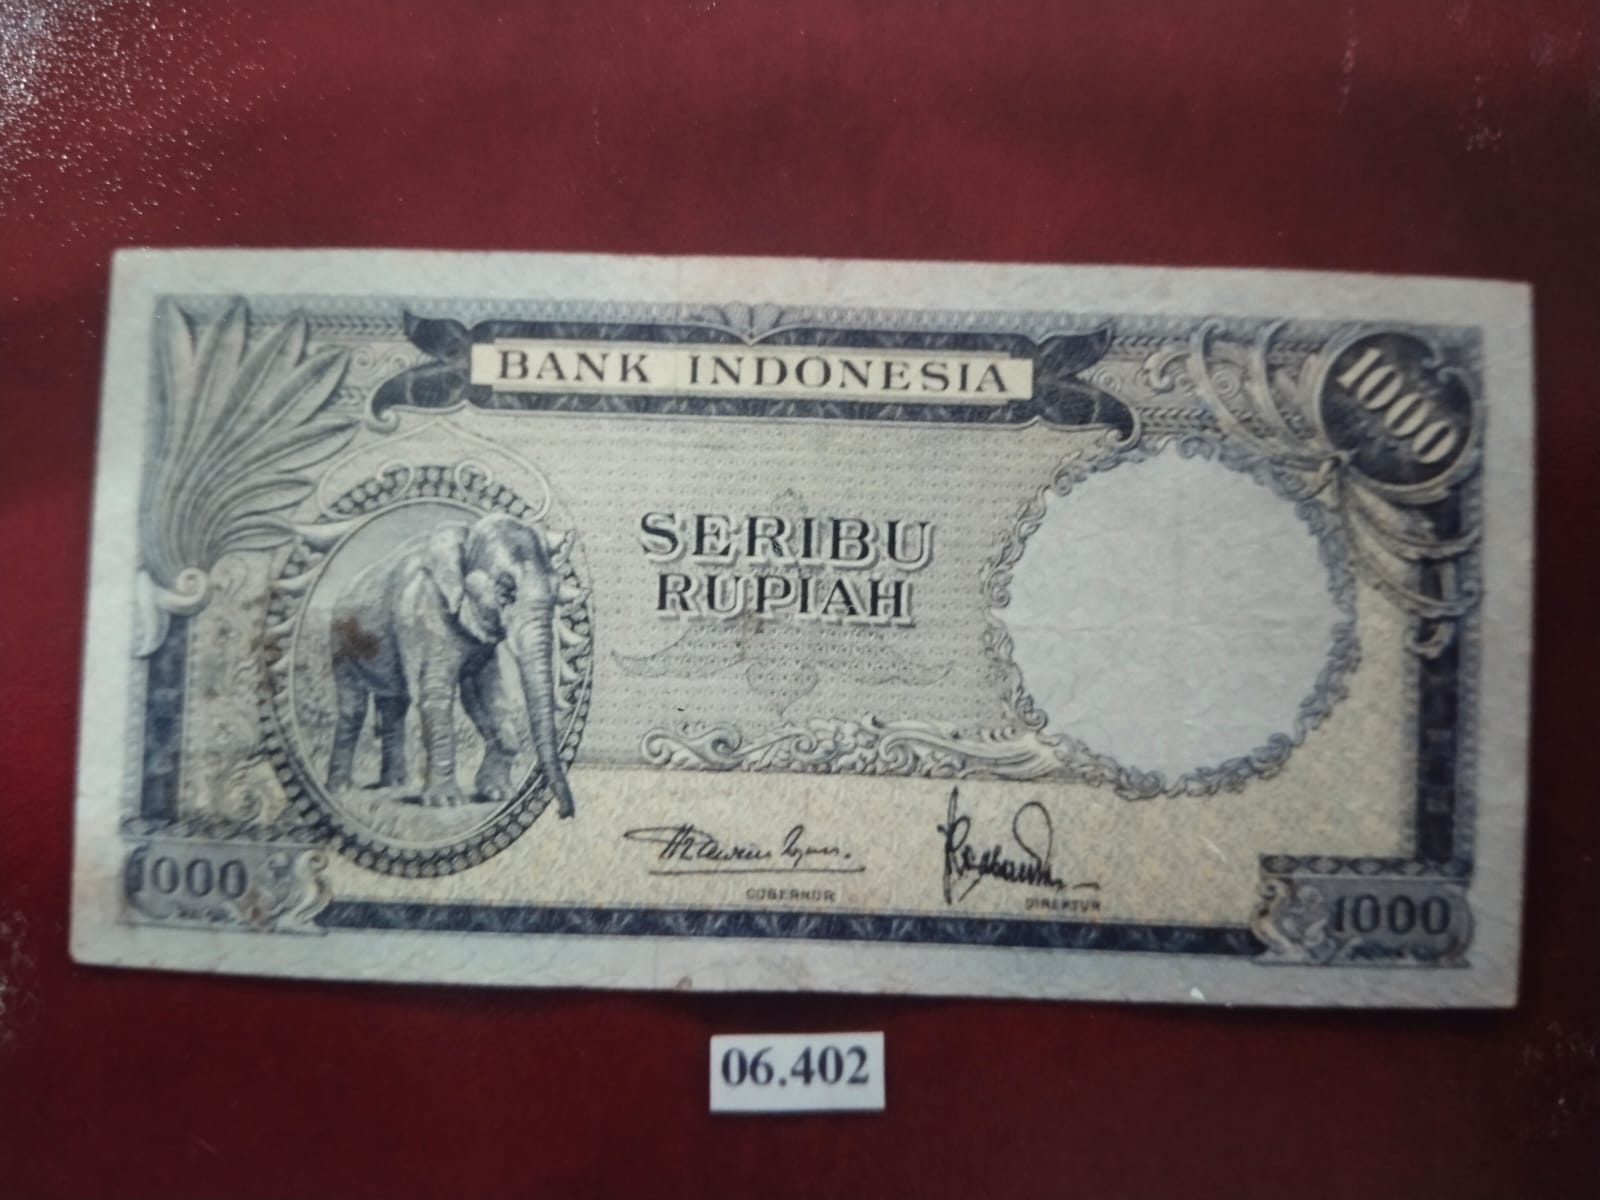 BANK INDONESIA
1000
SERIBU
RUPIAH
GUBERNUR
DIREKTUR
1000
1000
06.402